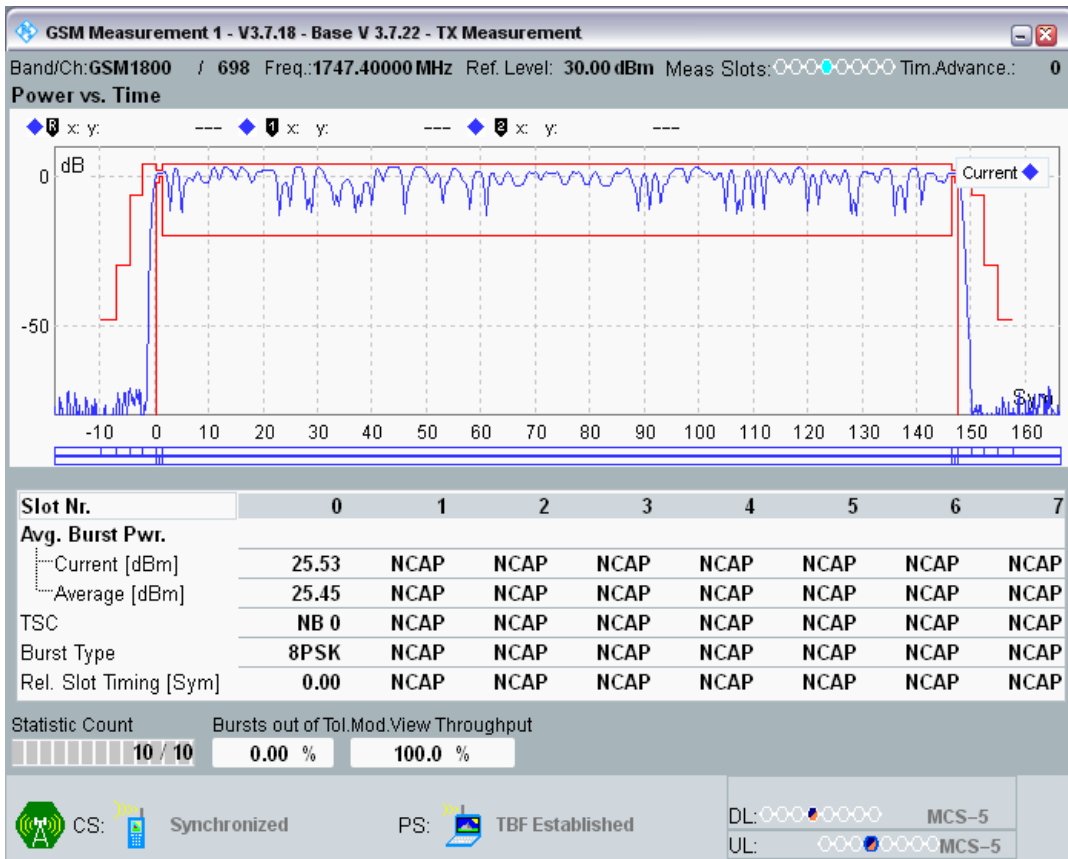 GSM Measurement 1 - V3.7.18 - Base V 3.7.22 - TX Measurement
Band/Ch:GSM1800 / 698 Freq.:1747.40000 MHz Ref. Level: 30.00 dBm Meas Slots: Tim.Advance.: 0
Power vs. Time
R x: y: --- 1 x: y: --- 2 x: y: ---
dB
Current
0
-50
Sym
-10 0 10 20 30 40 50 60 70 80 90 100 110 120 130 140 150 160
Slot Nr. 0 1 2 3 4 5 6 7
Avg. Burst Pwr.
Current [dBm] 25.53 NCAP NCAP NCAP NCAP NCAP NCAP NCAP
Average [dBm] 25.45 NCAP NCAP NCAP NCAP NCAP NCAP NCAP
TSC NB 0 NCAP NCAP NCAP NCAP NCAP NCAP NCAP
Burst Type 8PSK NCAP NCAP NCAP NCAP NCAP NCAP NCAP
Rel. Slot Timing [Sym] 0.00 NCAP NCAP NCAP NCAP NCAP NCAP NCAP
Statistic Count Bursts out of Tol.Mod.View Throughput
10 / 10 0.00 % 100.0 %
CS: Synchronized PS: TBF Established
DL: MCS-5
UL: MCS-5